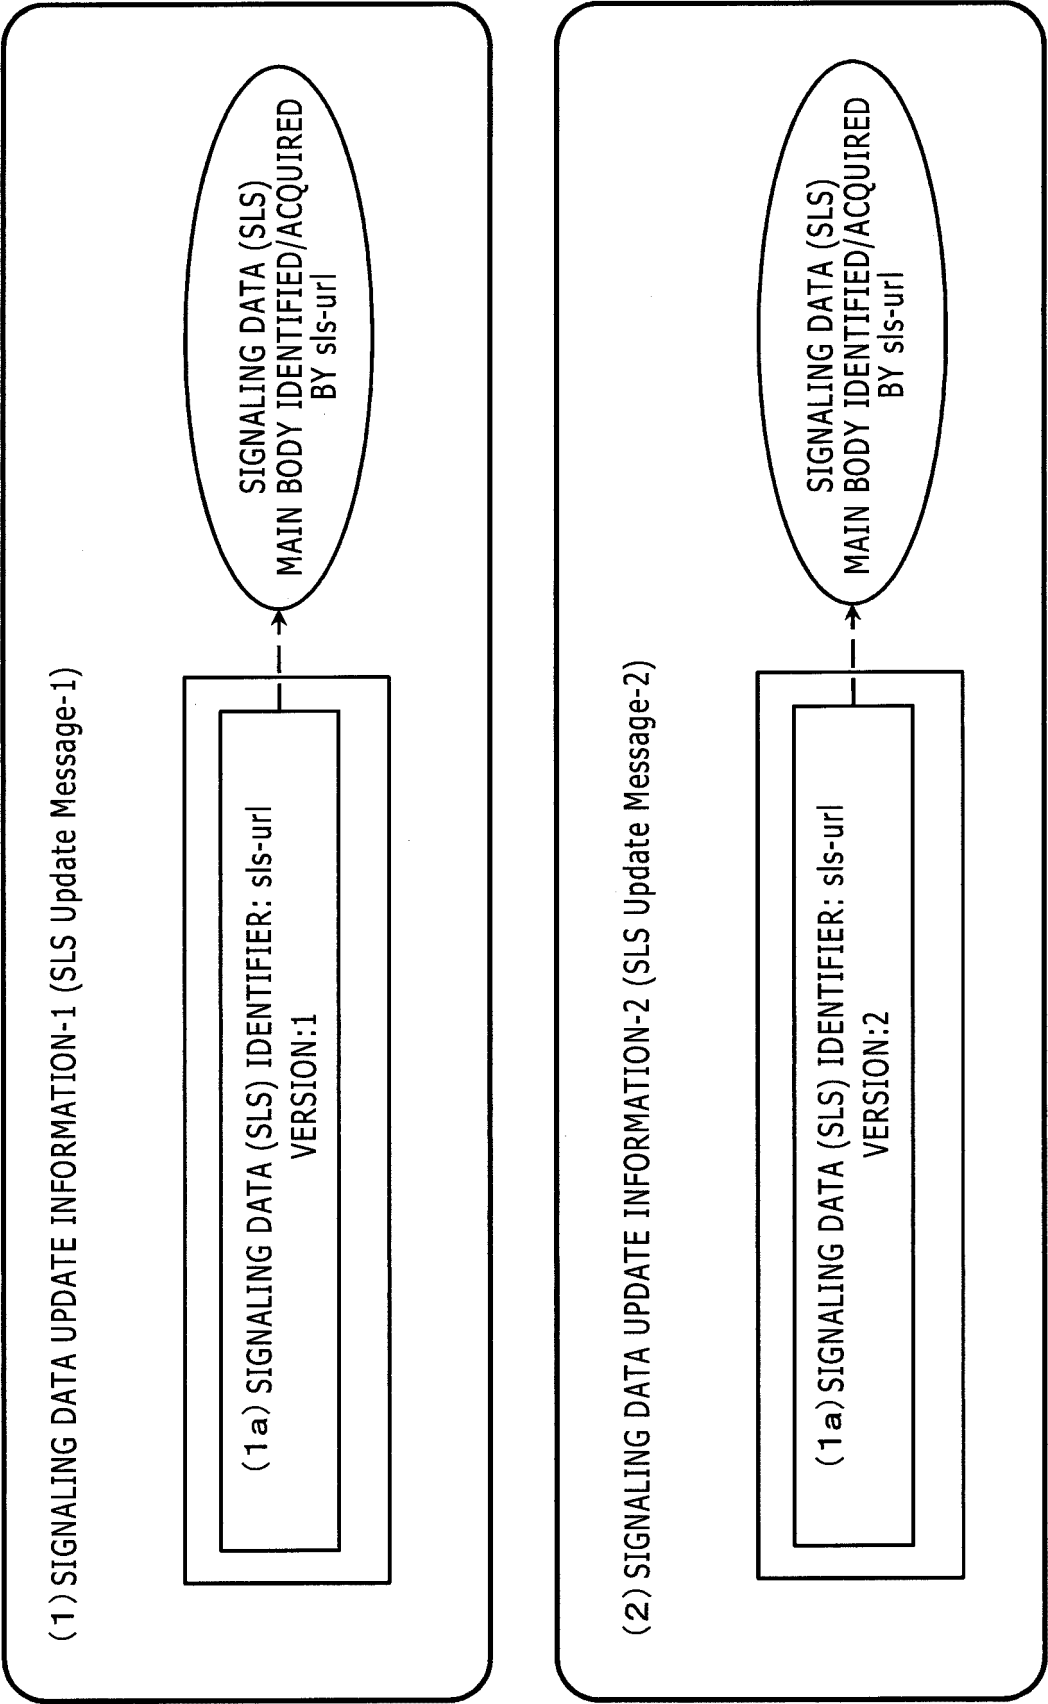 (1) SIGNALING DATA UPDATE INFORMATION-1 (SLS Update Message-1)
(1a) SIGNALING DATA (SLS) IDENTIFIER: sls-url
VERSION:1
SIGNALING DATA (SLS)
MAIN BODY IDENTIFIED/ACQUIRED
BY sls-url
(2) SIGNALING DATA UPDATE INFORMATION-2 (SLS Update Message-2)
(1a) SIGNALING DATA (SLS) IDENTIFIER: sls-url
VERSION:2
SIGNALING DATA (SLS)
MAIN BODY IDENTIFIED/ACQUIRED
BY sls-url